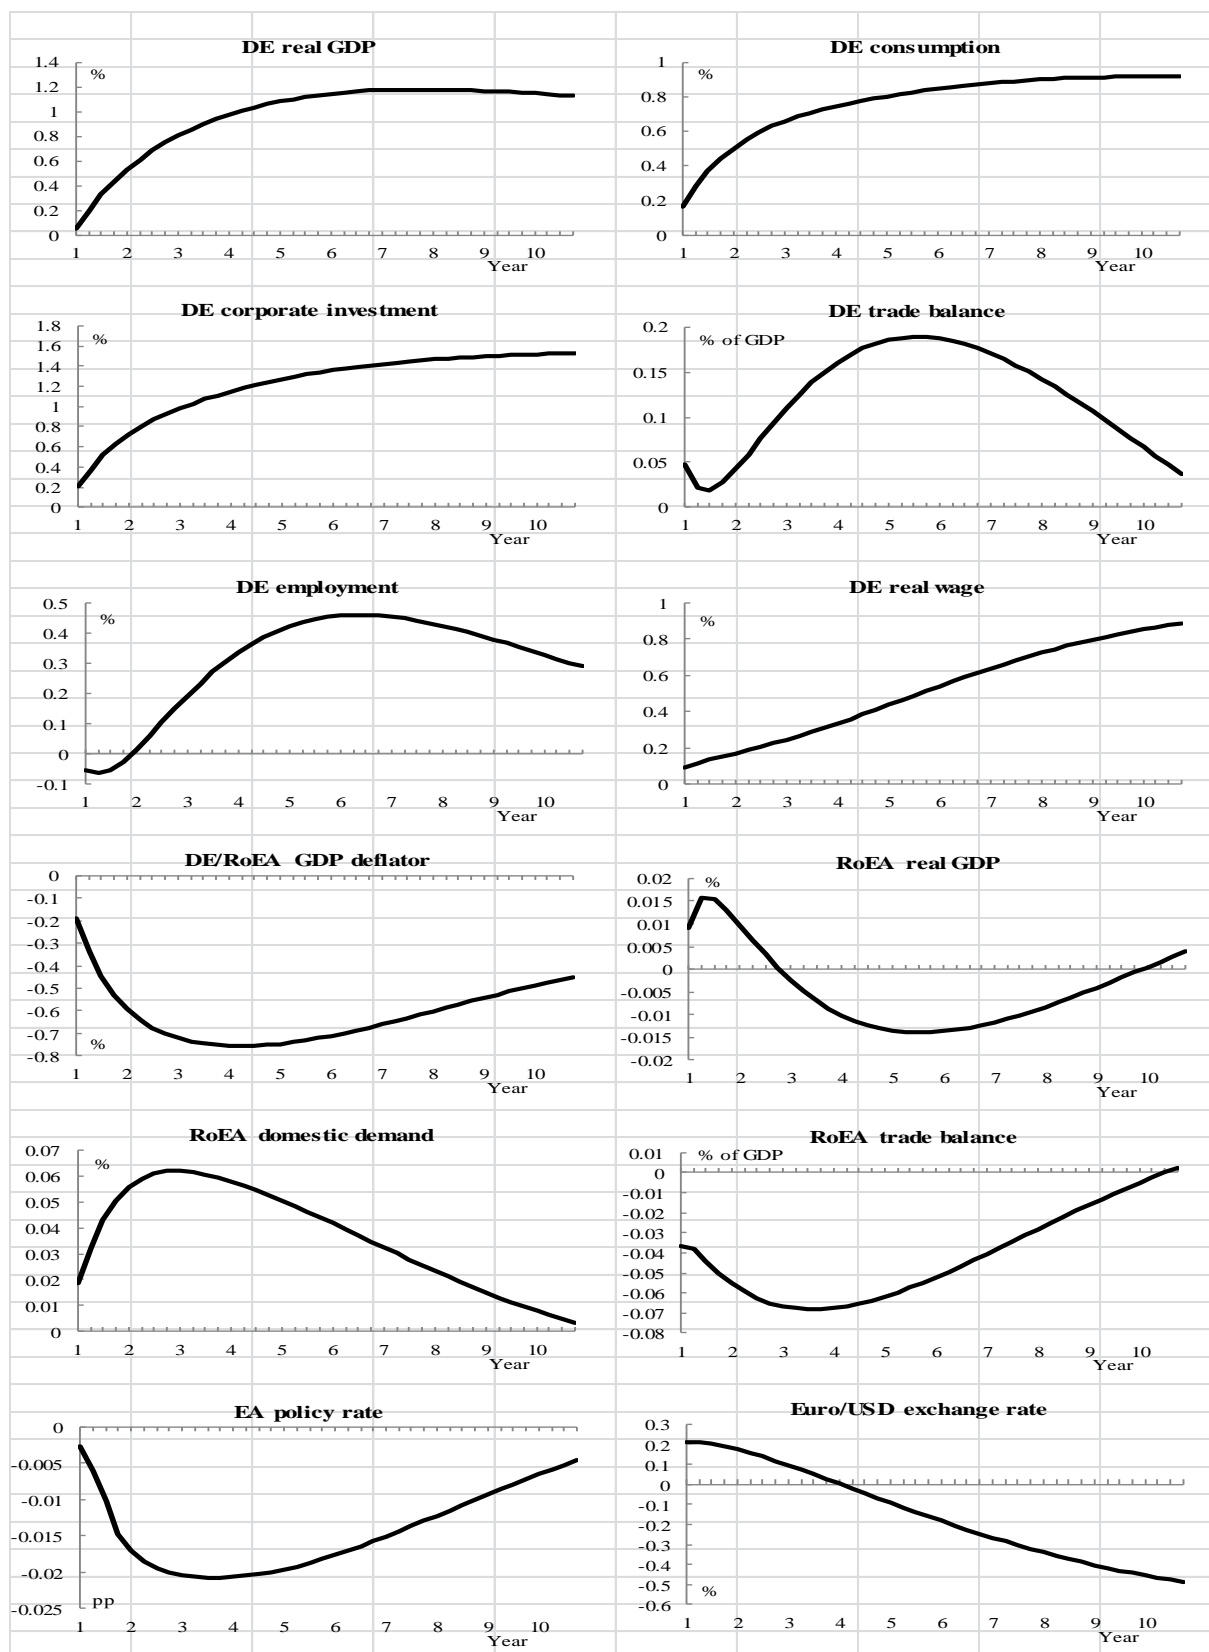 DE real GDP
%
1.4
1.2
1
0.8
0.6
0.4
0.2
0
1 2 3 4 5 6 7 8 9 10
Year
DE consumption
%
1
0.8
0.6
0.4
0.2
0
1 2 3 4 5 6 7 8 9 10
Year
DE corporate investment
%
1.8
1.6
1.4
1.2
1
0.8
0.6
0.4
0.2
0
1 2 3 4 5 6 7 8 9 10
Year
DE trade balance
% of GDP
0.2
0.15
0.1
0.05
0
1 2 3 4 5 6 7 8 9 10
Year
DE employment
%
0.5
0.4
0.3
0.2
0.1
0
-0.1
1 2 3 4 5 6 7 8 9 10
Year
DE real wage
%
1
0.8
0.6
0.4
0.2
0
1 2 3 4 5 6 7 8 9 10
Year
DE/RoEA GDP deflator
0
-0.1
-0.2
-0.3
-0.4
-0.5
-0.6
-0.7
-0.8
%
1 2 3 4 5 6 7 8 9 10
Year
RoEA real GDP
%
0.02
0.015
0.01
0.005
0
-0.005
-0.01
-0.015
-0.02
1 2 3 4 5 6 7 8 9 10
Year
RoEA domestic demand
%
0.07
0.06
0.05
0.04
0.03
0.02
0.01
0
1 2 3 4 5 6 7 8 9 10
Year
RoEA trade balance
% of GDP
0.01
0
-0.01
-0.02
-0.03
-0.04
-0.05
-0.06
-0.07
-0.08
1 2 3 4 5 6 7 8 9 10
Year
EA policy rate
0
-0.005
-0.01
-0.015
-0.02
-0.025
pp
1 2 3 4 5 6 7 8 9 10
Year
Euro/USD exchange rate
0.3
0.2
0.1
0
-0.1
-0.2
-0.3
-0.4
-0.5
-0.6
%
1 2 3 4 5 6 7 8 9 10
Year